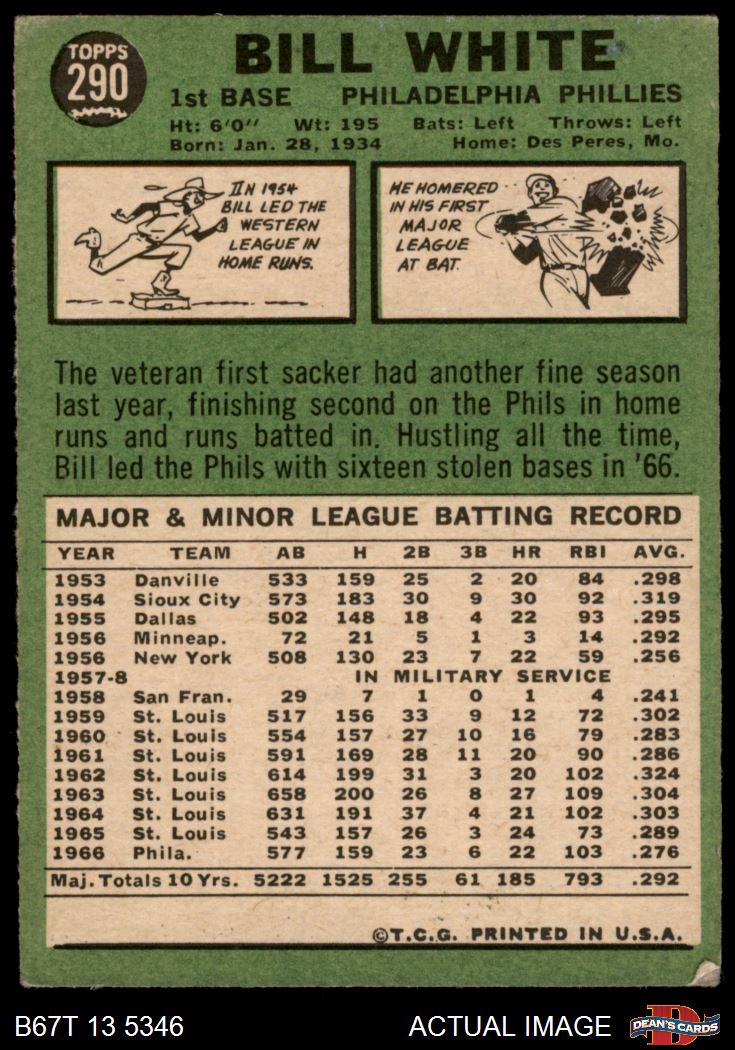 TOPPS
290
BILL WHITE
1st BASE PHILADELPHIA PHILLIES
Ht: 6'0" Wt: 195 Bats: Left Throws: Left
Born: Jan. 28, 1934 Home: Des Peres, Mo.
IN 1954
BILL LED THE
WESTERN
LEAGUE IN
HOME RUNS.
HE HOMERED
IN HIS FIRST
MAJOR
LEAGUE
AT BAT.
The veteran first sacker had another fine season
last year, finishing second on the Phils in home
runs and runs batted in. Hustling all the time,
Bill led the Phils with sixteen stolen bases in '66.
MAJOR & MINOR LEAGUE BATTING RECORD
YEAR TEAM AB H 2B 3B HR RBI AVG.
1953 Danville 533 159 25 2 20 84 .298
1954 Sioux City 573 183 30 9 30 92 .319
1955 Dallas 502 148 18 4 22 93 .295
1956 Minneap. 72 21 5 1 3 14 .292
1956 New York 508 130 23 7 22 59 .256
1957-8 IN MILITARY SERVICE
1958 San Fran. 29 7 1 0 1 4 .241
1959 St. Louis 517 156 33 9 12 72 .302
1960 St. Louis 554 157 27 10 16 79 .283
1961 St. Louis 591 169 28 11 20 90 .286
1962 St. Louis 614 199 31 3 20 102 .324
1963 St. Louis 658 200 26 8 27 109 .304
1964 St. Louis 631 191 37 4 21 102 .303
1965 St. Louis 543 157 26 3 24 73 .289
1966 Phila. 577 159 23 6 22 103 .276
Maj. Totals 10 Yrs. 5222 1525 255 61 185 793 .292
©T.C.G. PRINTED IN U.S.A.
B67T 13 5346 ACTUAL IMAGE
D
DEAN'S CARDS